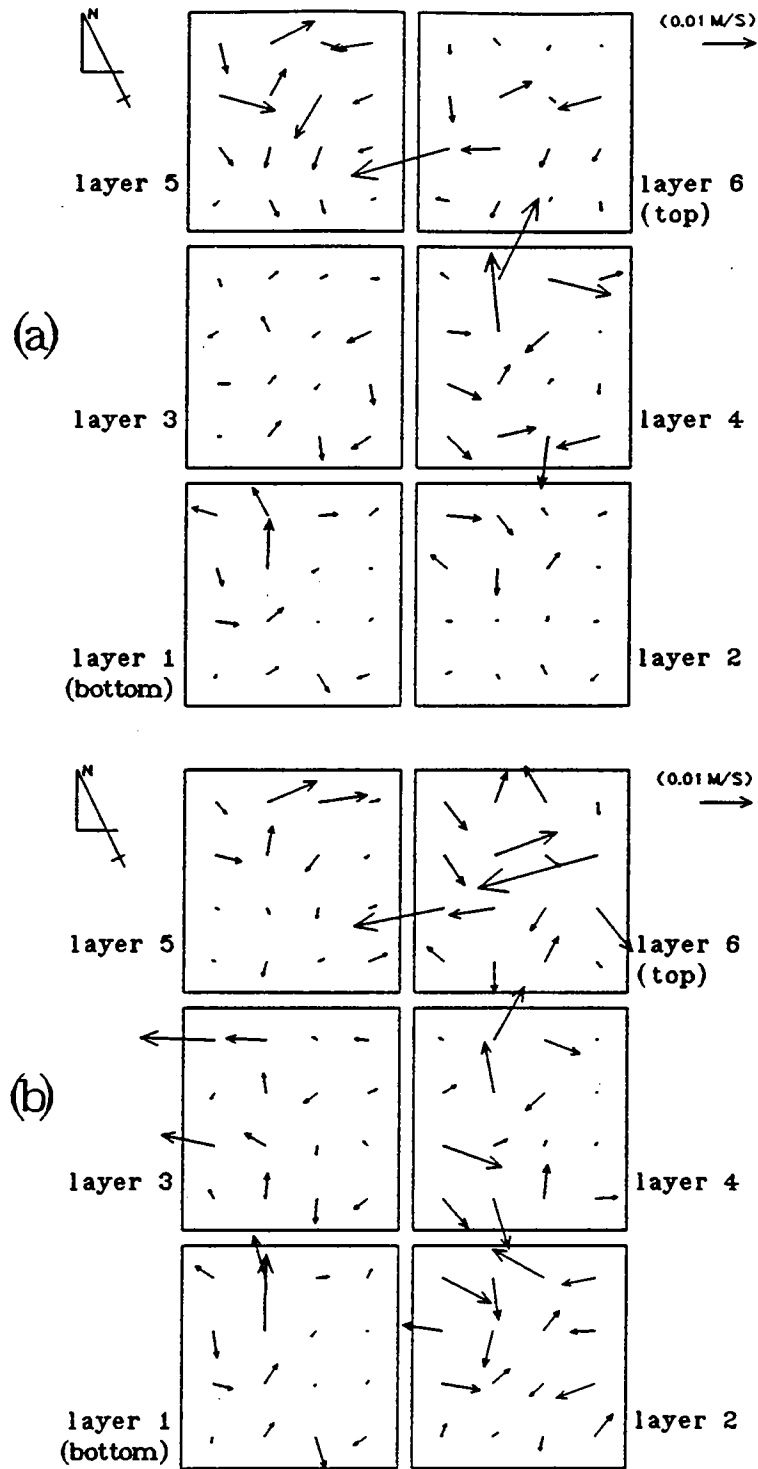 N
(0.01 M/S)
layer 5
layer 6
(top)
(a)
layer 3
layer 4
layer 1
(bottom)
layer 2
N
(0.01 M/S)
layer 5
layer 6
(top)
(b)
layer 3
layer 4
layer 1
(bottom)
layer 2